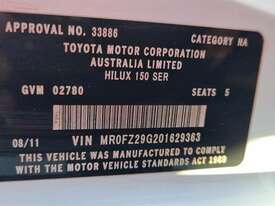 APPROVAL NO. 33886 CATEGORY NA
TOYOTA MOTOR CORPORATION
AUSTRALIA LIMITED
HILUX 150 SER
GVM 02780 SEATS 5
08/11 VIN MR0FZ29G201629363
THIS VEHICLE WAS MANUFACTURED TO COMPLY
WITH THE MOTOR VEHICLE STANDARDS ACT 1989